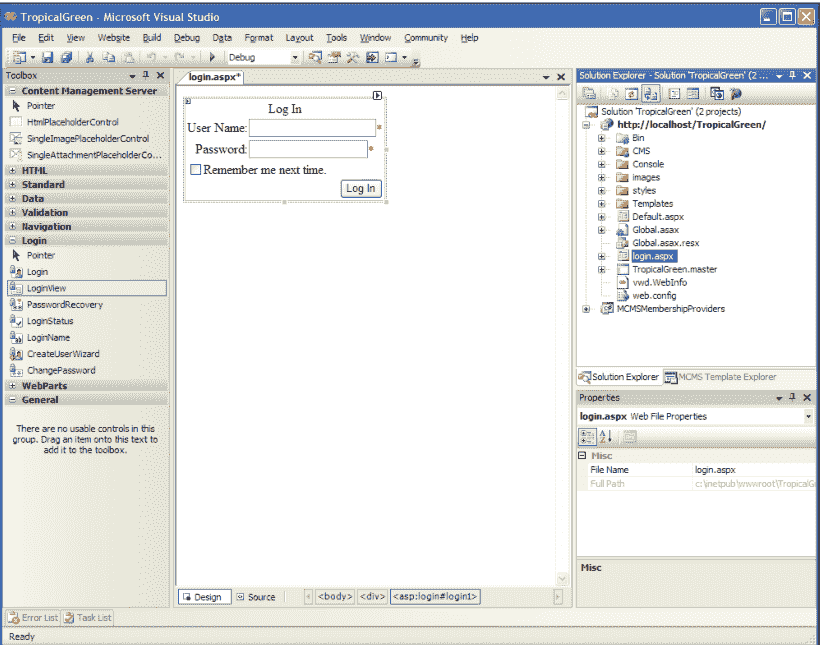 TropicalGreen - Microsoft Visual Studio
File Edit View Website Build Debug Data Format Layout Tools Window Community Help
Debug
Toolbox
Content Management Server
Pointer
HtmlPlaceholderControl
SingleImagePlaceholderControl
SingleAttachmentPlaceholderCo...
HTML
Standard
Data
Validation
Navigation
Login
Pointer
Login
LoginView
PasswordRecovery
LoginStatus
LoginName
CreateUserWizard
ChangePassword
WebParts
General
There are no usable controls in this
group. Drag an item onto this text to
add it to the toolbox.
login.aspx*
Log In
User Name: *
Password: *
Remember me next time.
Log In
Design Source <body> <div> <asp:login#login1>
Solution Explorer - Solution 'TropicalGreen' (2 ...
Solution 'TropicalGreen' (2 projects)
http://localhost/TropicalGreen/
Bin
CMS
Console
images
styles
Templates
Default.aspx
Global.asax
Global.asax.resx
login.aspx
TropicalGreen.master
vwd.WebInfo
web.config
MCMSMembershipProviders
Solution Explorer MCMS Template Explorer
Properties
login.aspx Web File Properties
Misc
File Name login.aspx
Full Path c:\inetpub\wwwroot\TropicalG
Misc
Error List Task List
Ready